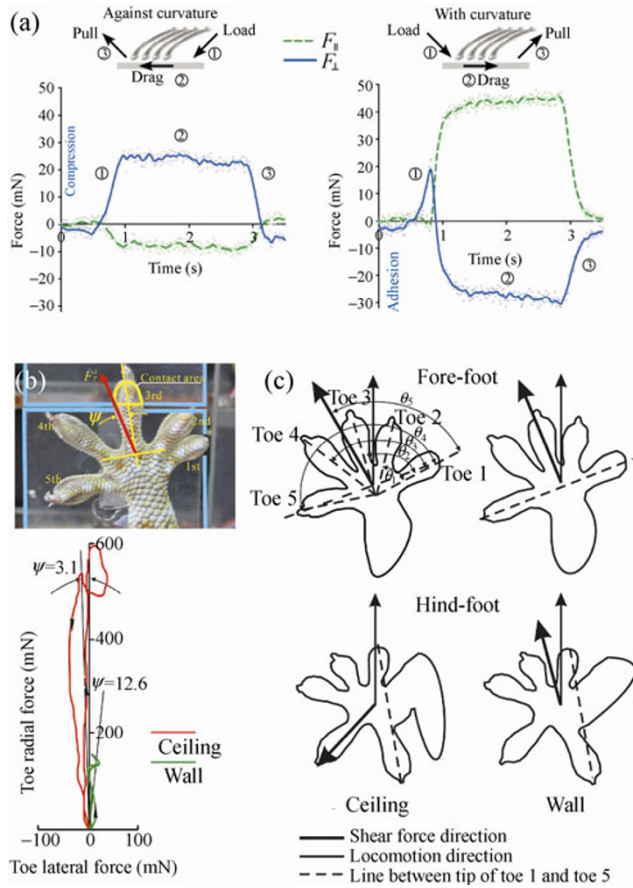 (a)
Against curvature
Pull
③
Load
①
Drag
②
With curvature
Load
①
Pull
③
②
Drag
F∥
F⊥
30
20
10
0
−10
−20
−30
Force (mN)
Compression
①
②
③
0
1
2
3
Time (s)
50
40
30
20
10
0
−10
−20
−30
Force (mN)
Adhesion
①
②
③
0
1
2
3
Time (s)
(b)
Contact area
3rd
ψ
4th
2nd
5th
1st
600
ψ=3.1
400
ψ=12.6
200
Ceiling
Wall
Toe radial force (mN)
−100
0
100
Toe lateral force (mN)
(c)
Fore-foot
Toe 3
θ5
Toe 2
Toe 4
θ4
θ3
θ2
θ1
Toe 1
Toe 5
Hind-foot
Ceiling
Wall
Shear force direction
Locomotion direction
Line between tip of toe 1 and toe 5